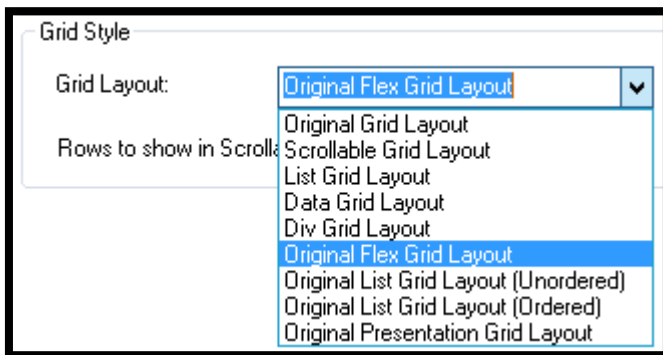 Grid Style
Grid Layout:
Original Flex Grid Layout
Rows to show in
Original Grid Layout
Scrollable Grid Layout
List Grid Layout
Data Grid Layout
Div Grid Layout
Original Flex Grid Layout
Original List Grid Layout (Unordered)
Original List Grid Layout (Ordered)
Original Presentation Grid Layout